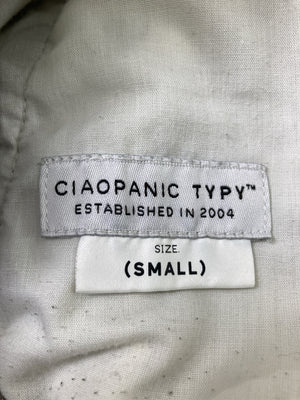 CIAOPANIC TYPY™
ESTABLISHED IN 2004
SIZE.
(SMALL)